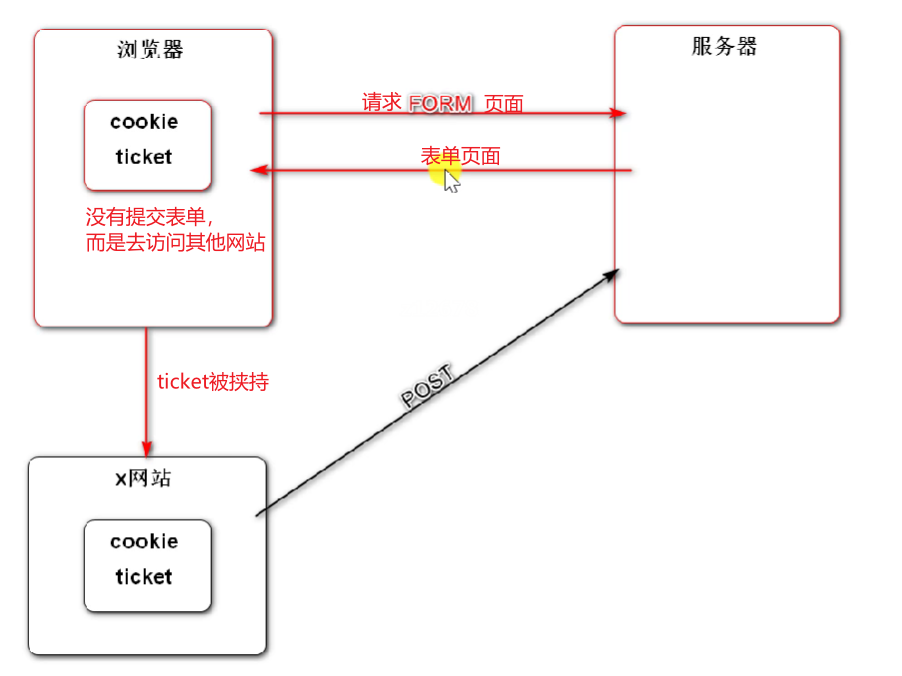 浏览器
服务器
cookie
ticket
请求 FORM 页面
表单页面
没有提交表单，
而是去访问其他网站
ticket被挟持
POST
x网站
cookie
ticket